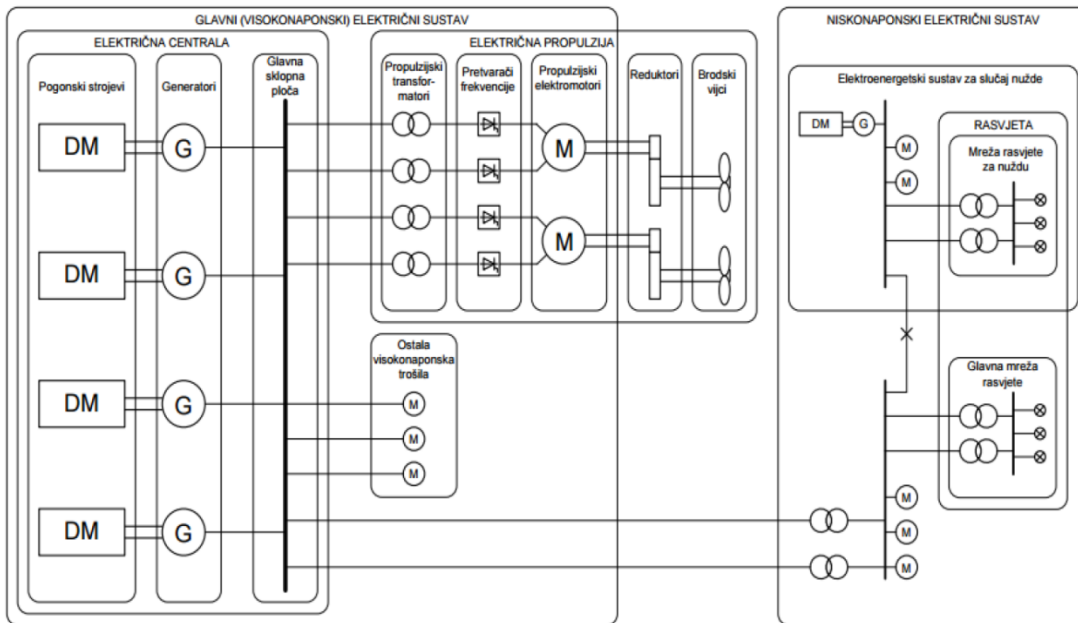 GLAVNI (VISOKONAPONSKI) ELEKTRIČNI SUSTAV
ELEKTRIČNA CENTRALA
Pogonski strojevi
Generatori
Glavna
sklopna
ploča
DM
G
DM
G
DM
G
DM
G
ELEKTRIČNA PROPULZIJA
Propulzijski
transfor-
matori
Pretvarači
frekvencije
Propulzijski
elektromotori
Reduktori
Brodski
vijci
M
M
Ostala
visokonaponska
trošila
M
M
M
NISKONAPONSKI ELEKTRIČNI SUSTAV
Elektroenergetski sustav za slučaj nužde
DM
G
M
M
RASVJETA
Mreža rasvjete
za nuždu
Glavna mreža
rasvjete
M
M
M